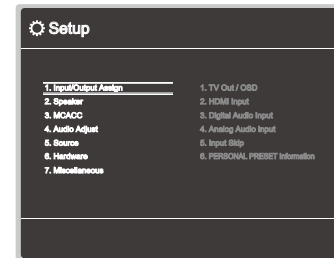 Setup
1. Input/Output Assign
2. Speaker
3. MCACC
4. Audio Adjust
5. Source
6. Hardware
7. Miscellaneous
1. TV Out / OSD
2. HDMI Input
3. Digital Audio Input
4. Analog Audio Input
5. Input Skip
6. PERSONAL PRESET Information